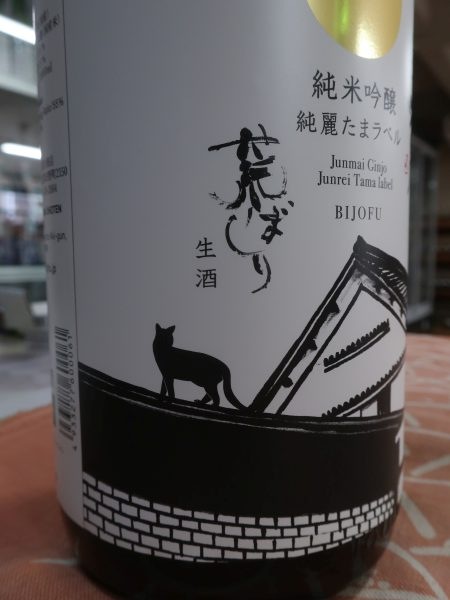 純米吟醸
純麗たまラベル
Junmai Ginjo
Junrei Tama label
BIJOFU
荒ばしり
生酒